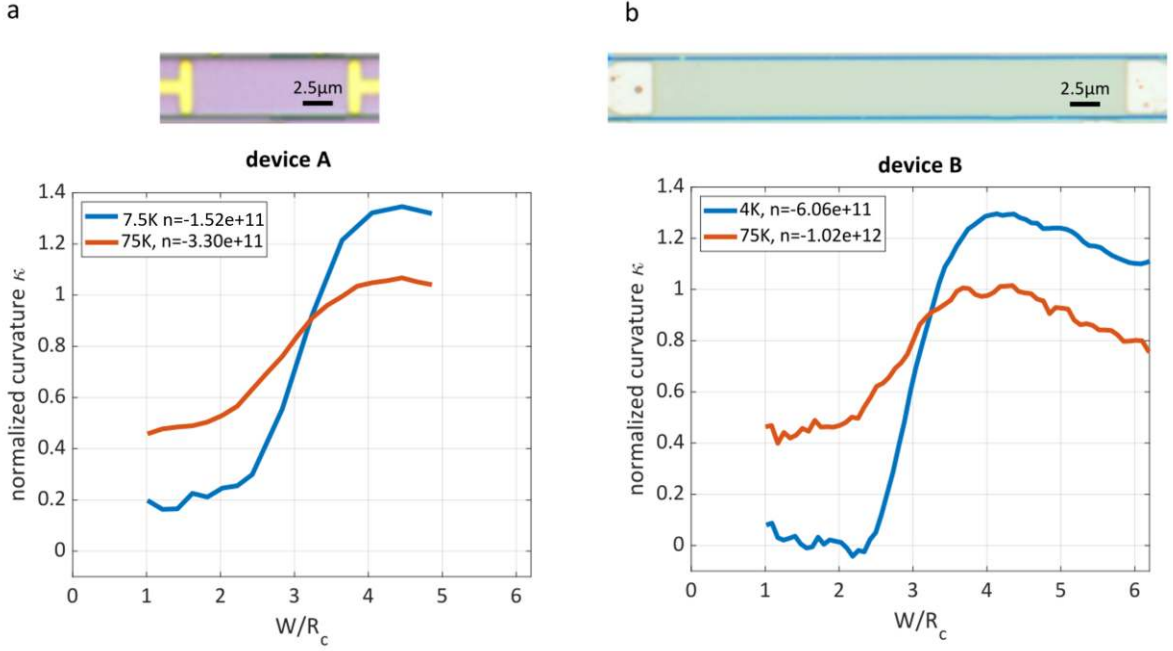 a
2.5μm
device A
1.4
1.2
1
0.8
0.6
0.4
0.2
0
normalized curvature κ
7.5K n=-1.52e+11
75K, n=-3.30e+11
0 1 2 3 4 5 6
W/Rc
b
2.5μm
device B
1.4
1.2
1
0.8
0.6
0.4
0.2
0
normalized curvature κ
4K, n=-6.06e+11
75K, n=-1.02e+12
0 1 2 3 4 5 6
W/Rc